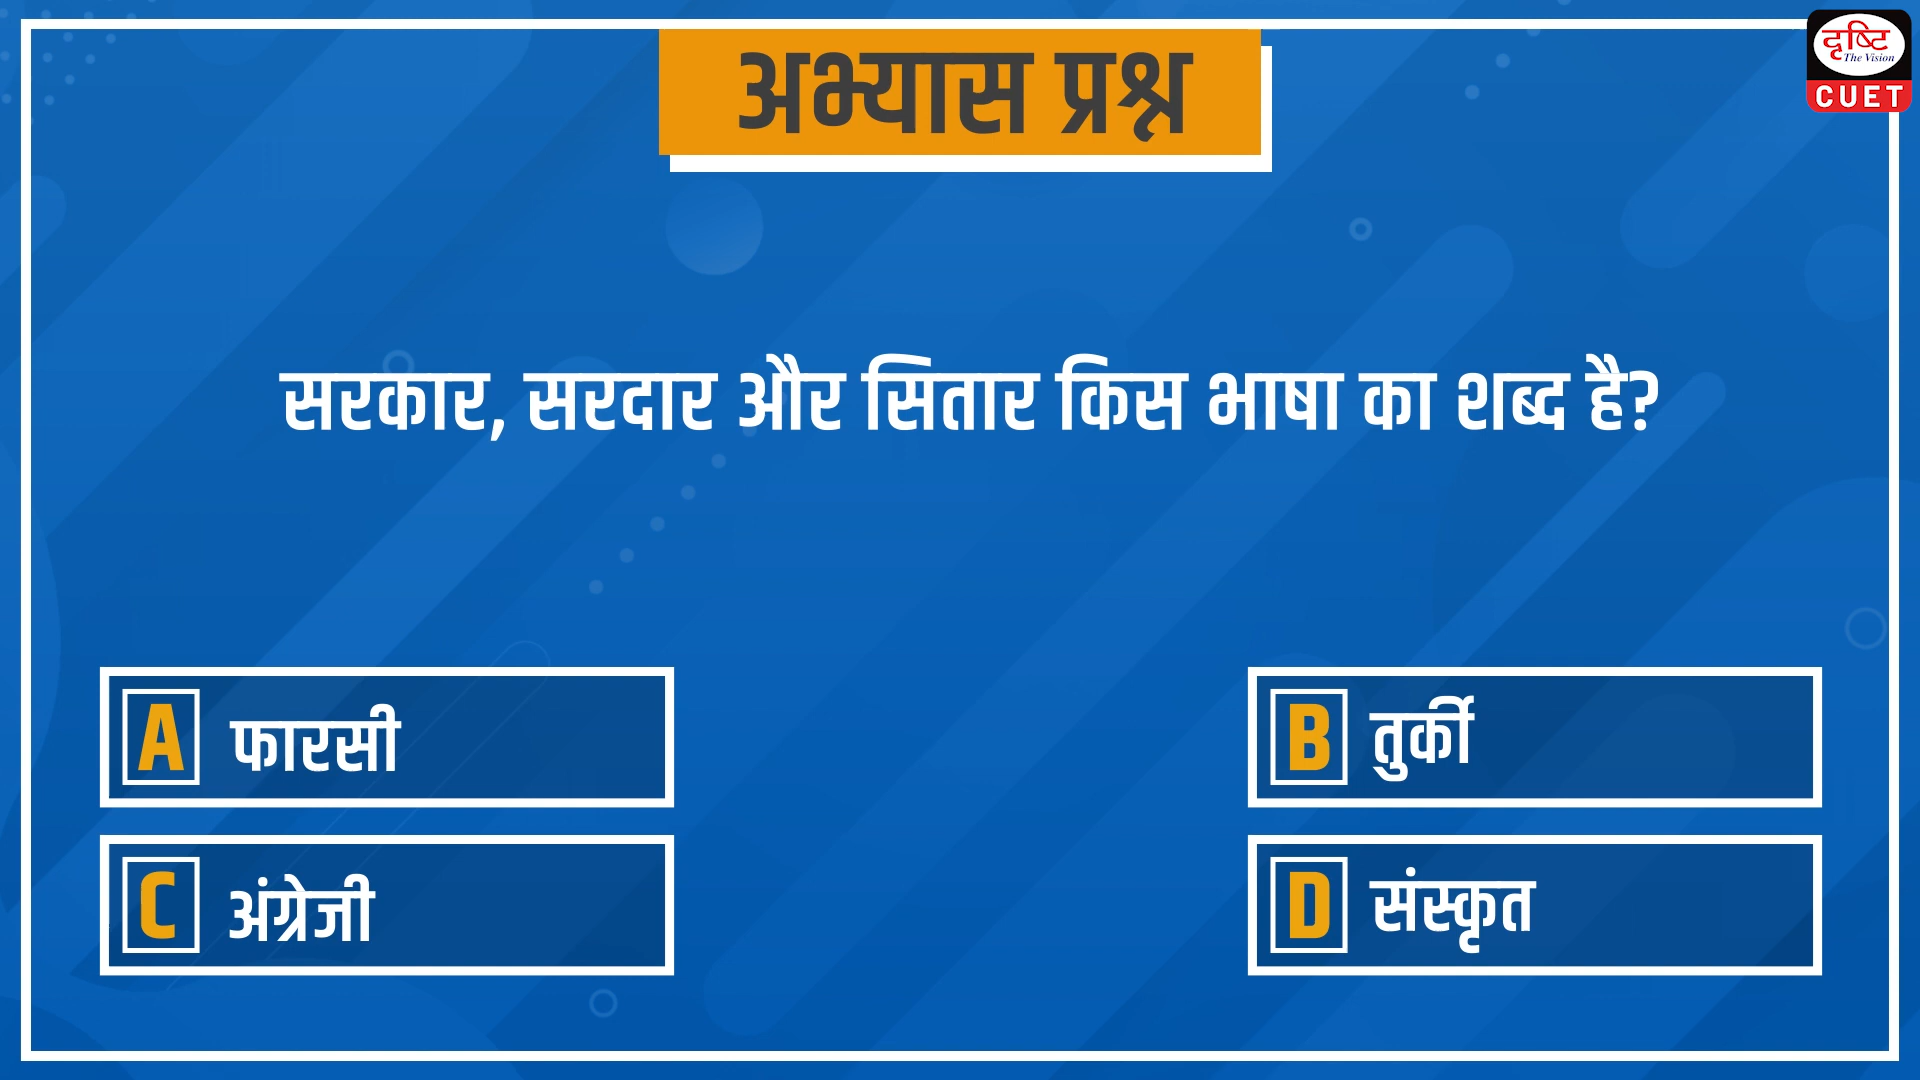 अभ्यास प्रश्न
दृष्टि
The Vision
CUET
सरकार, सरदार और सितार किस भाषा का शब्द है?
A फारसी
B तुर्की
C अंग्रेजी
D संस्कृत